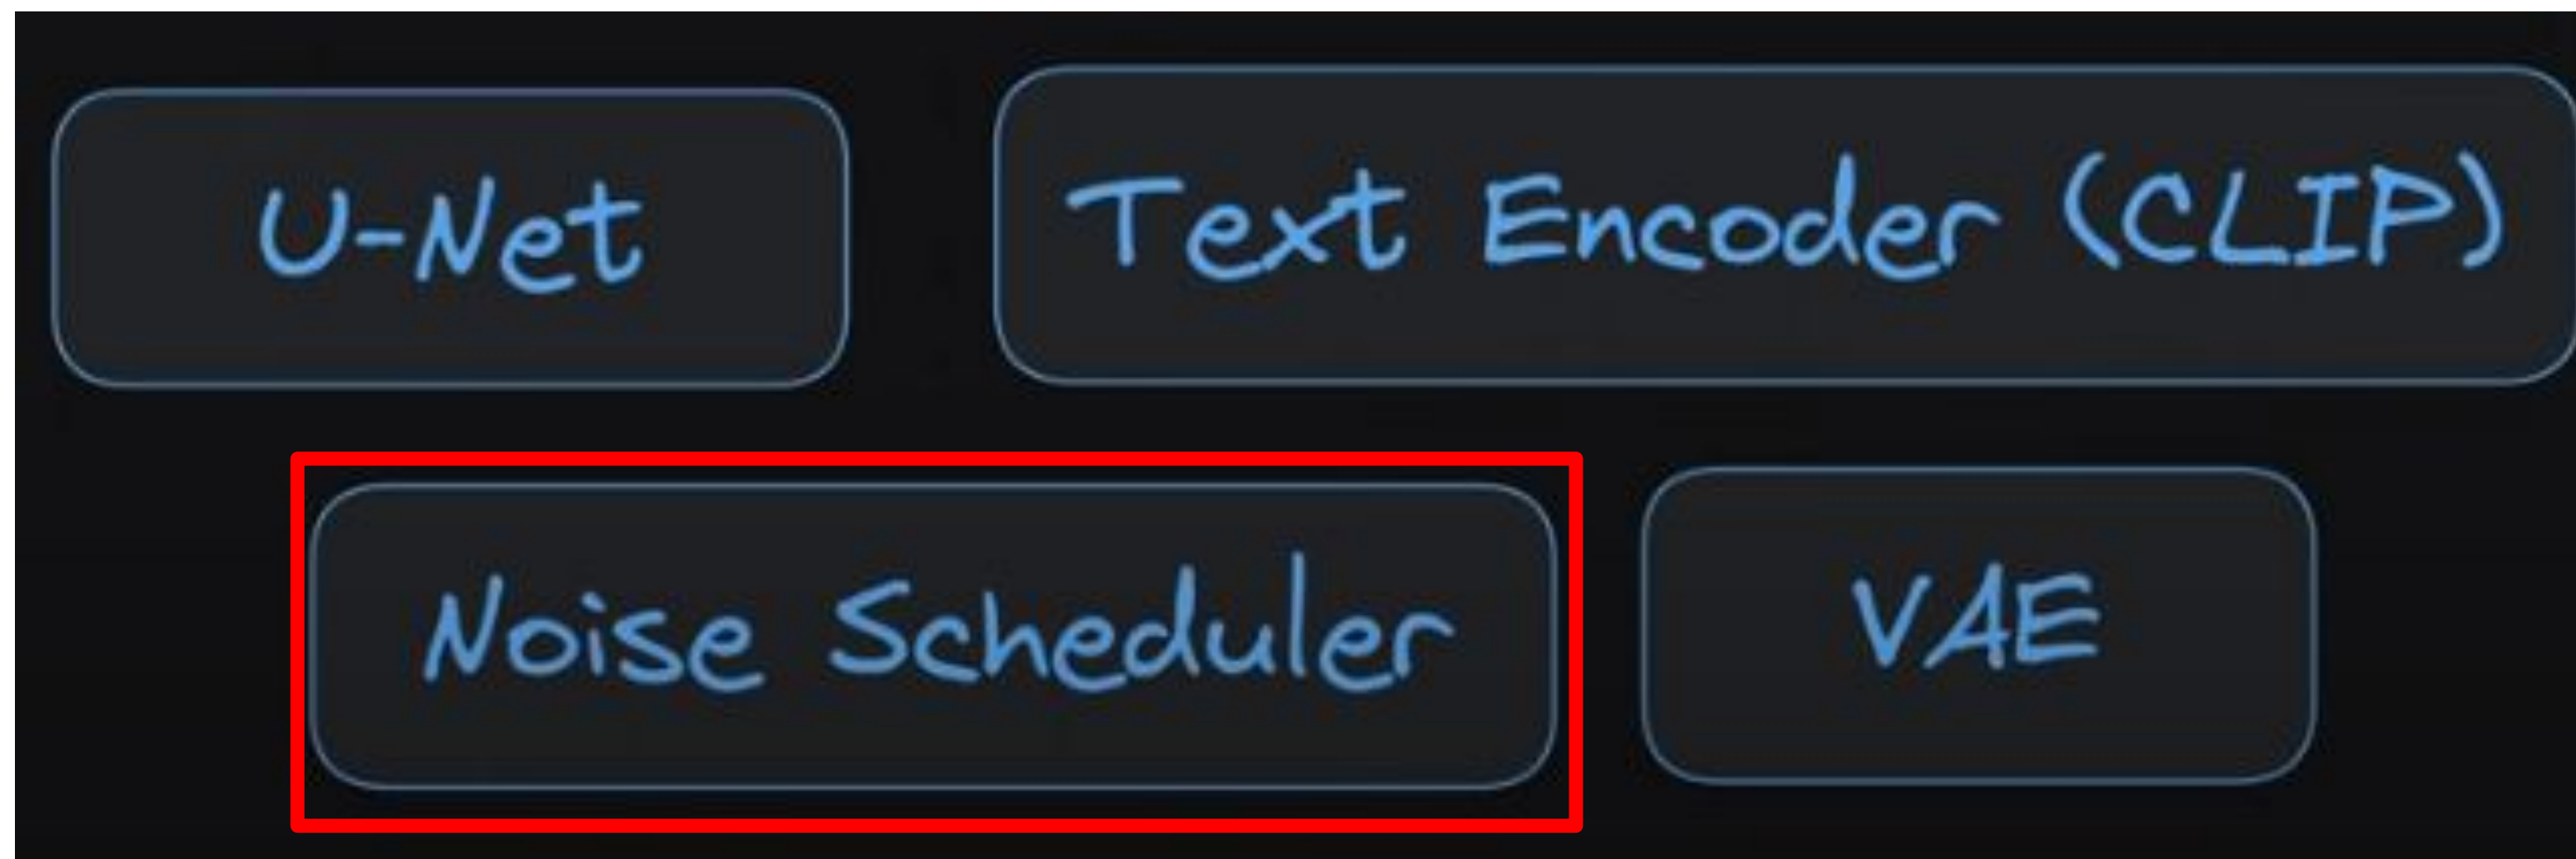 U-Net
Text Encoder (CLIP)
Noise Scheduler
VAE